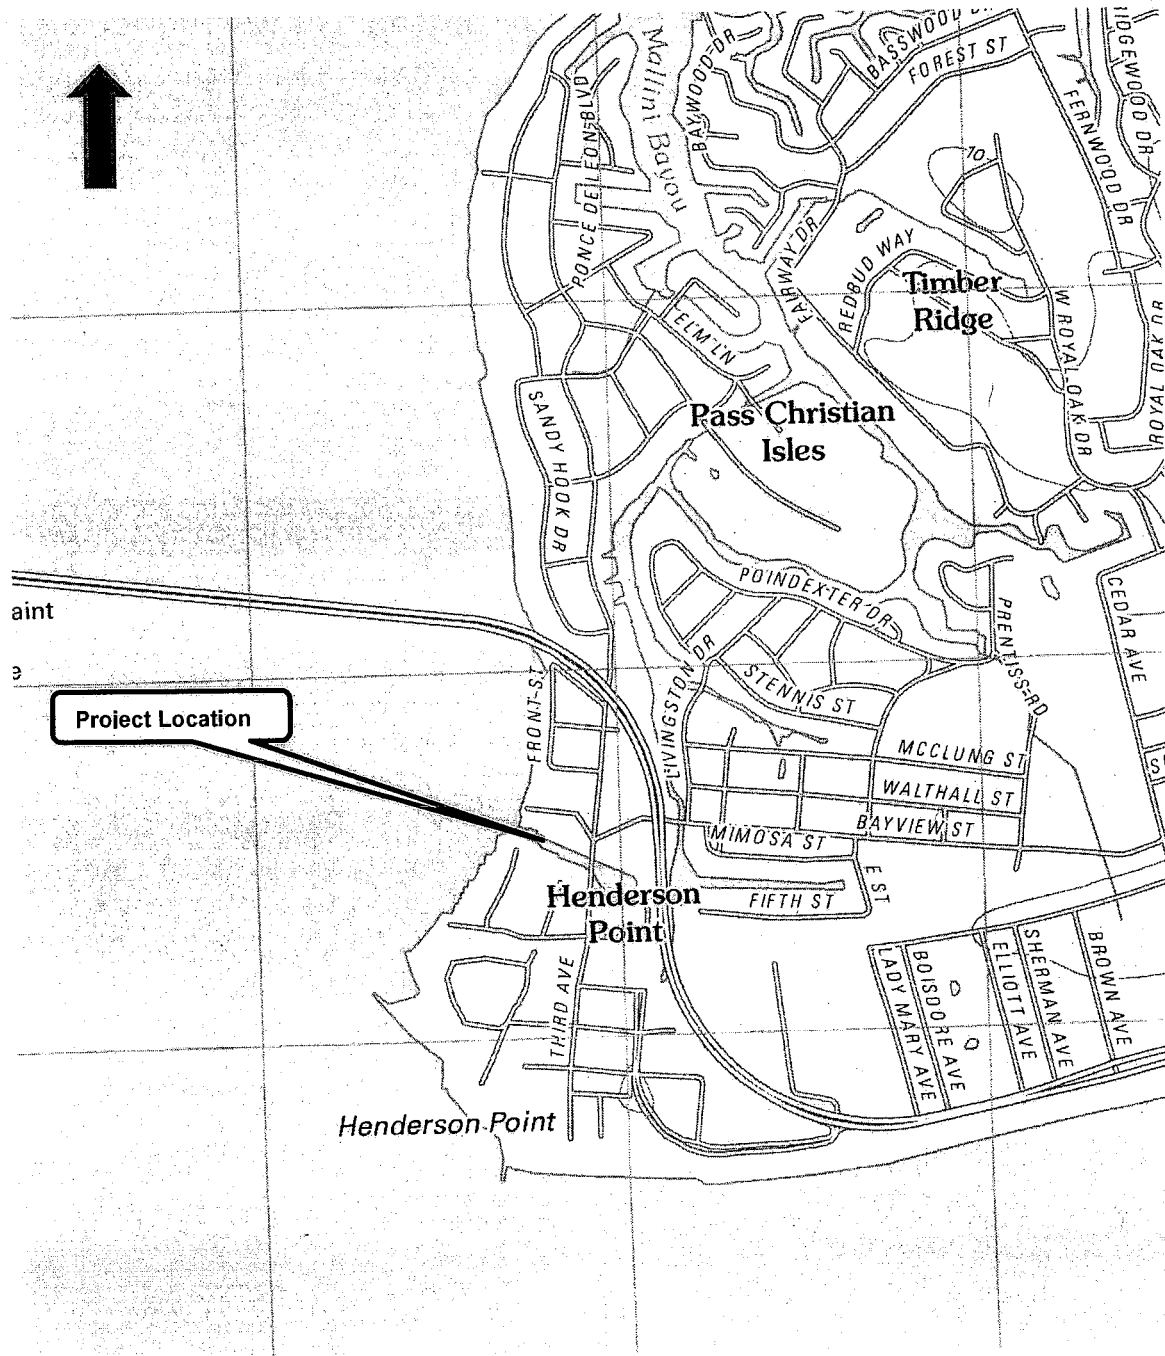 Mallini Bayou
BAYWOOD DR
BASSWOOD DR
FOREST ST
RIDGEWOOD DR
FERNWOOD DR
PONCE DE LEON BLVD
10
FAIRWAY DR
REDBUD WAY
Timber
Ridge
W ROYAL OAK DR
ROYAL OAK DR
ELM LN
SANDY HOOK DR
Pass Christian
Isles
POINDEXTER DR
PRENTISS RD
CEDAR AVE
aint
e
Project Location
FRONT ST
LIVINGSTON DR
STENNIS ST
MCCLUNG ST
WALTHALL ST
BAYVIEW ST
MIMOSA ST
S
E ST
FIFTH ST
Henderson
Point
THIRD AVE
LADY MARY AVE
BOISDORE AVE
ELLIOTT AVE
SHERMAN AVE
BROWN AVE
Henderson Point